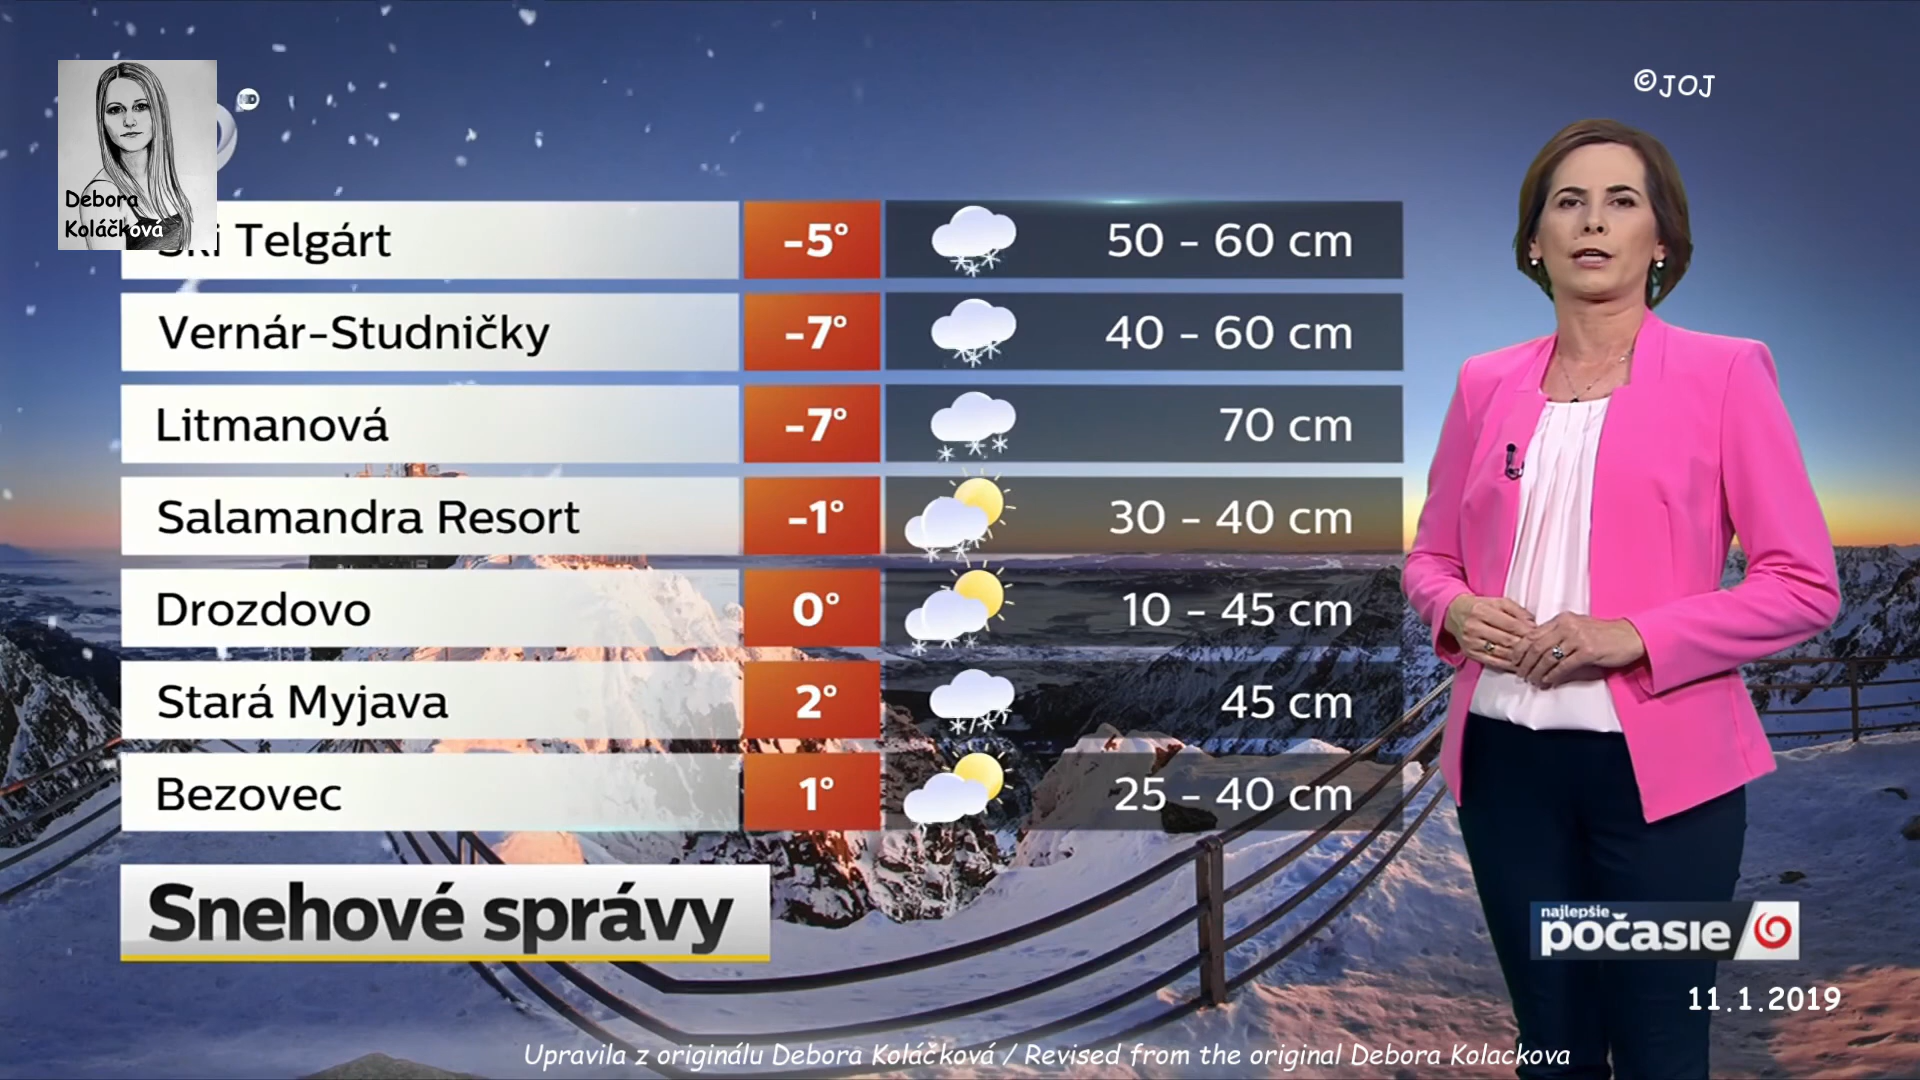 ©JOJ
Debora
Koláčková
Ski Telgárt -5° 50 - 60 cm
Vernár-Studničky -7° 40 - 60 cm
Litmanová -7° 70 cm
Salamandra Resort -1° 30 - 40 cm
Drozdovo 0° 10 - 45 cm
Stará Myjava 2° 45 cm
Bezovec 1° 25 - 40 cm
Snehové správy
najlepšie
počasie
11.1.2019
Upravila z originálu Debora Koláčková / Revised from the original Debora Kolackova